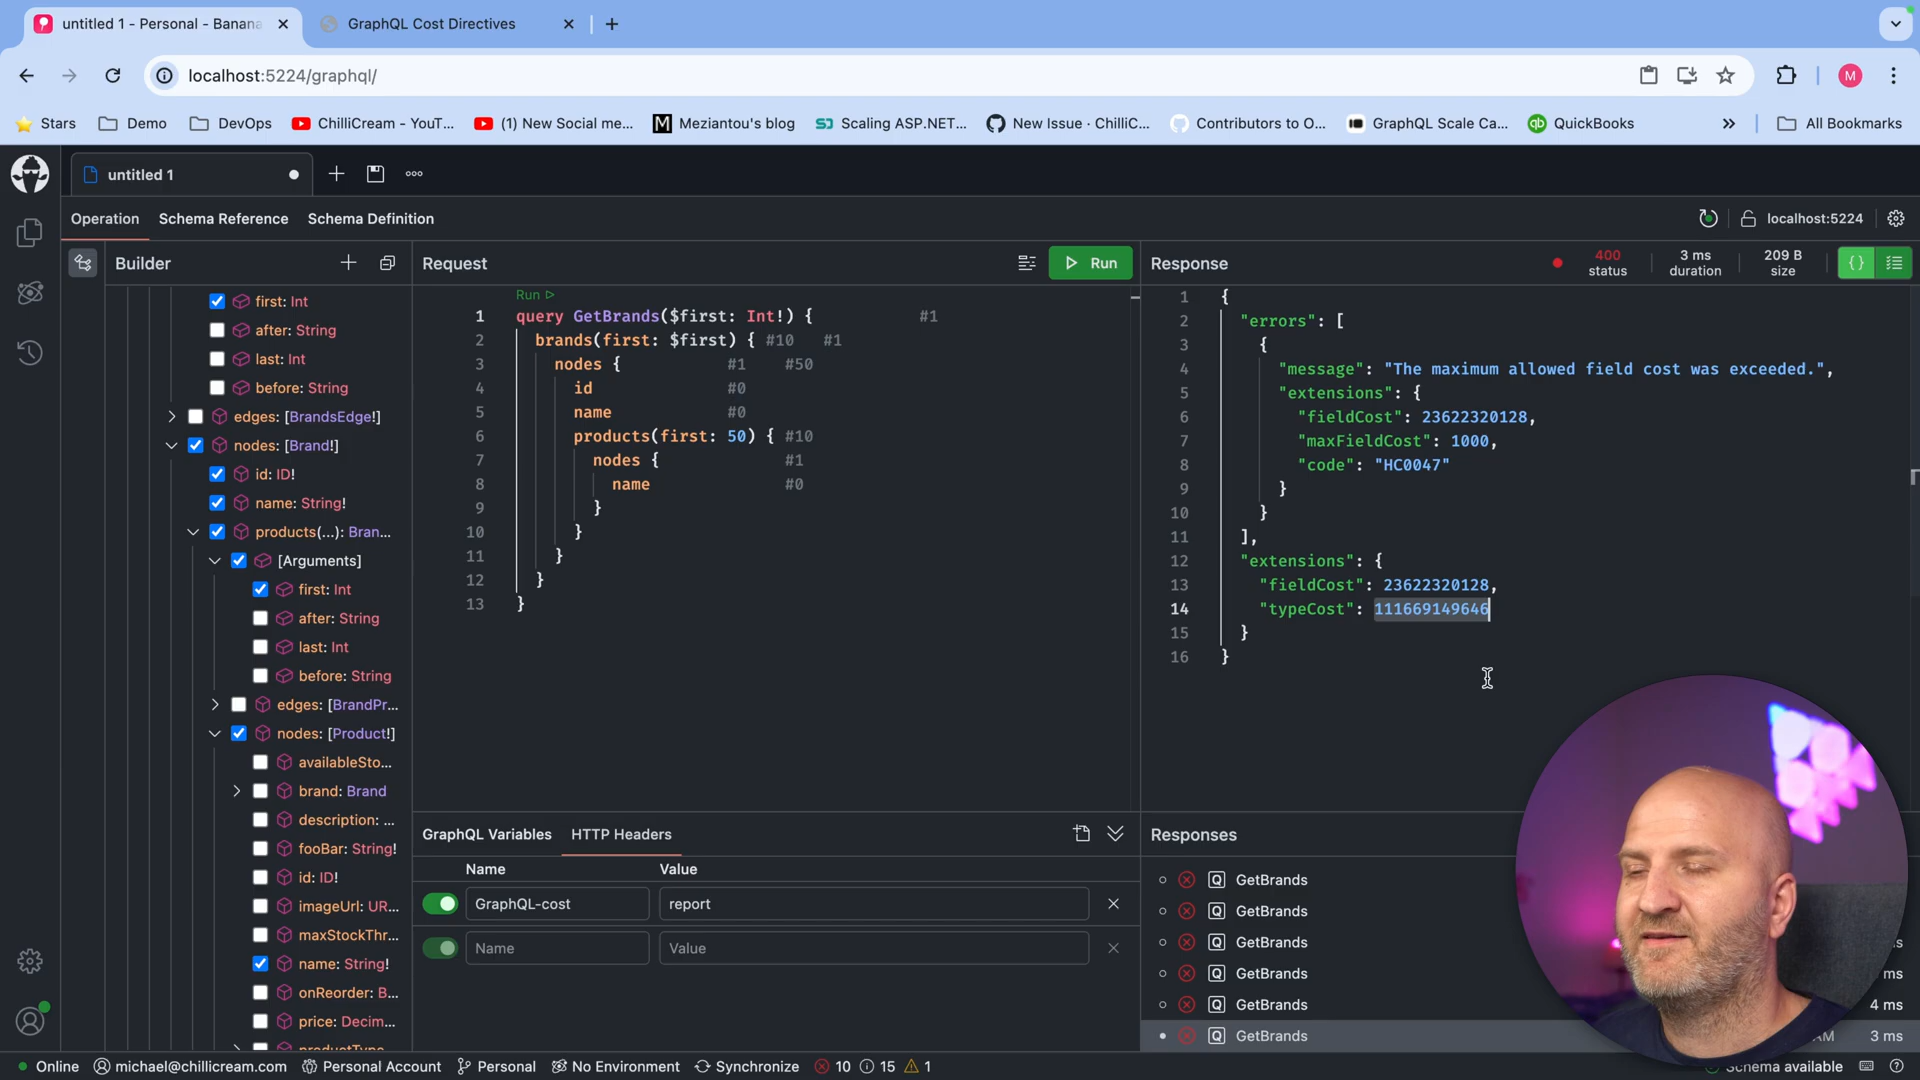 untitled 1 - Personal - Banana
GraphQL Cost Directives
localhost:5224/graphql/
M
Stars
Demo
DevOps
ChilliCream - YouT...
(1) New Social me...
Meziantou's blog
Scaling ASP.NET...
New Issue · ChilliC...
Contributors to O...
GraphQL Scale Ca...
QuickBooks
All Bookmarks
untitled 1
Operation
Schema Reference
Schema Definition
localhost:5224
Builder
first: Int
after: String
last: Int
before: String
edges: [BrandsEdge!]
nodes: [Brand!]
id: ID!
name: String!
products(...): Bran...
[Arguments]
first: Int
after: String
last: Int
before: String
edges: [BrandPr...
nodes: [Product!]
availableSto...
brand: Brand
description: ...
fooBar: String!
id: ID!
imageUrl: UR...
maxStockThr...
name: String!
onReorder: B...
price: Decim...
productType
Request
Run
Run ▷
1 query GetBrands($first: Int!) { #1
2 brands(first: $first) { #10 #1
3 nodes { #1 #50
4 id #0
5 name #0
6 products(first: 50) { #10
7 nodes { #1
8 name #0
9 }
10 }
11 }
12 }
13 }
GraphQL Variables
HTTP Headers
Name Value
GraphQL-cost report
Name Value
Response
400 status
3 ms duration
209 B size
{ }
1 {
2 "errors": [
3 {
4 "message": "The maximum allowed field cost was exceeded.",
5 "extensions": {
6 "fieldCost": 23622320128,
7 "maxFieldCost": 1000,
8 "code": "HC0047"
9 }
10 }
11 ],
12 "extensions": {
13 "fieldCost": 23622320128,
14 "typeCost": 111669149646
15 }
16 }
Responses
Q GetBrands
Q GetBrands
Q GetBrands
Q GetBrands ms
Q GetBrands 4 ms
Q GetBrands AM 3 ms
Online
michael@chillicream.com
Personal Account
Personal
No Environment
Synchronize
10
15
1
Schema available